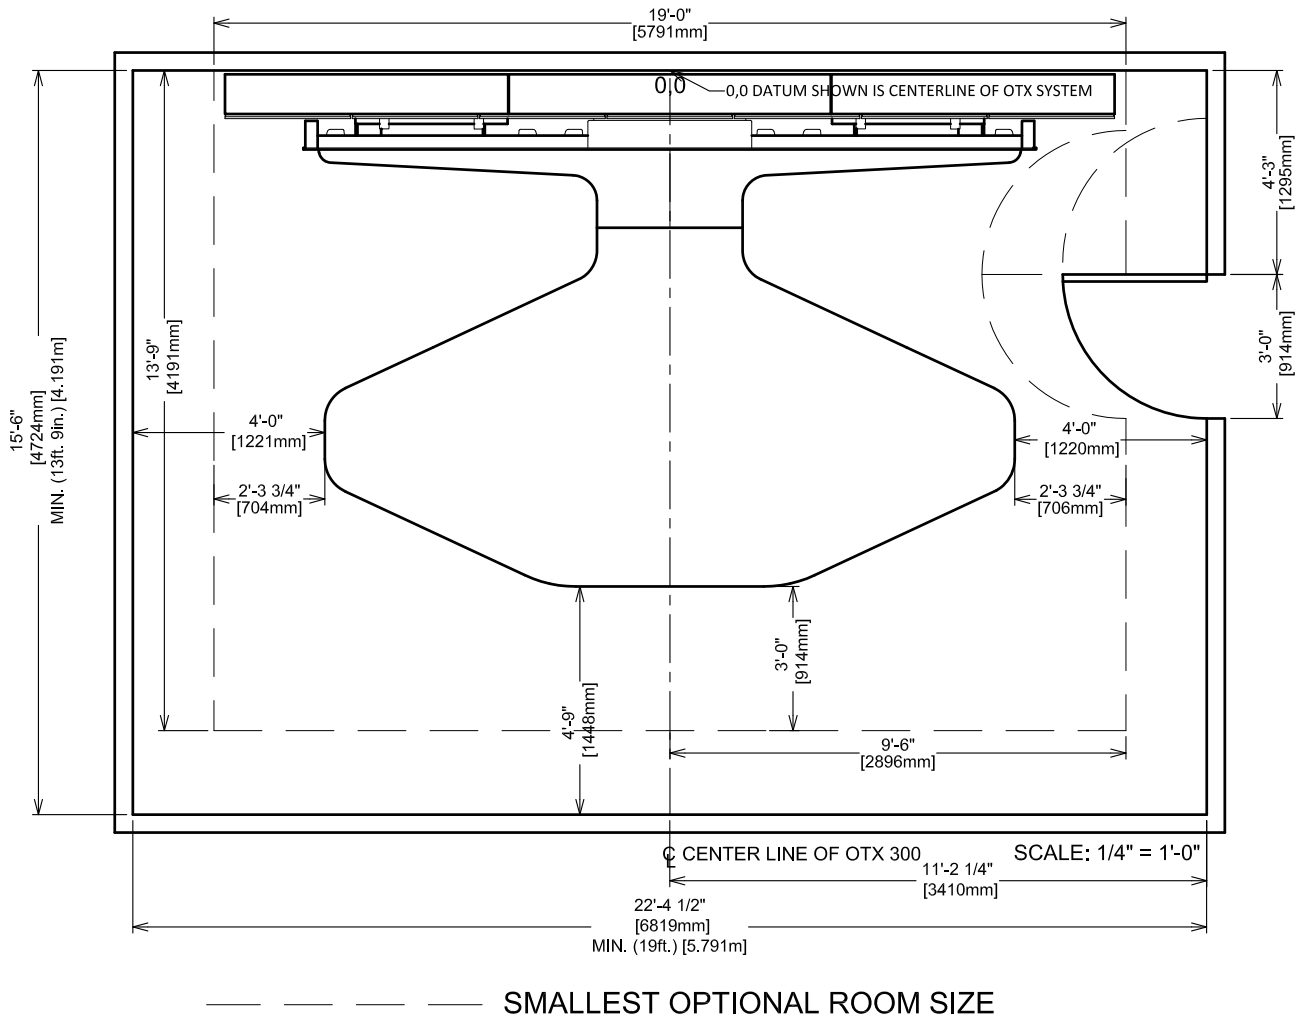 19'-0"
[5791mm]
0,0
0,0 DATUM SHOWN IS CENTERLINE OF OTX SYSTEM
4'-3"
[1295mm]
3'-0"
[914mm]
15'-6"
[4724mm]
MIN. (13ft. 9in.) [4.191m]
13'-9"
[4191mm]
4'-0"
[1221mm]
4'-0"
[1220mm]
2'-3 3/4"
[704mm]
2'-3 3/4"
[706mm]
3'-0"
[914mm]
4'-9"
[1448mm]
9'-6"
[2896mm]
℄ CENTER LINE OF OTX 300
SCALE: 1/4" = 1'-0"
11'-2 1/4"
[3410mm]
22'-4 1/2"
[6819mm]
MIN. (19ft.) [5.791m]
SMALLEST OPTIONAL ROOM SIZE